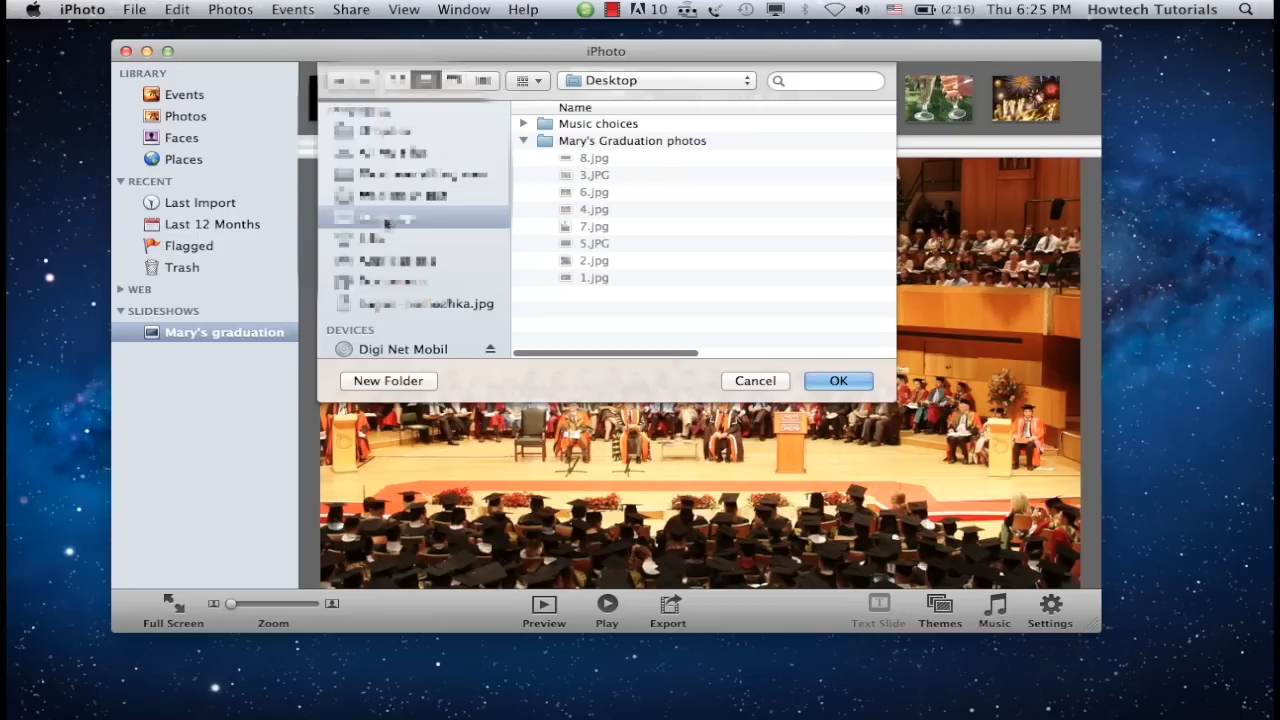 iPhoto File Edit Photos Events Share View Window Help 10 (2:16) Thu 6:25 PM Howtech Tutorials
iPhoto
LIBRARY
Events
Photos
Faces
Places
RECENT
Last Import
Last 12 Months
Flagged
Trash
WEB
SLIDESHOWS
Mary's graduation
Desktop
DEVICES
Digi Net Mobil
Name
Music choices
Mary's Graduation photos
8.jpg
3.JPG
6.jpg
4.jpg
7.jpg
5.JPG
2.jpg
1.jpg
New Folder Cancel OK
Full Screen Zoom Preview Play Export Text Slide Themes Music Settings